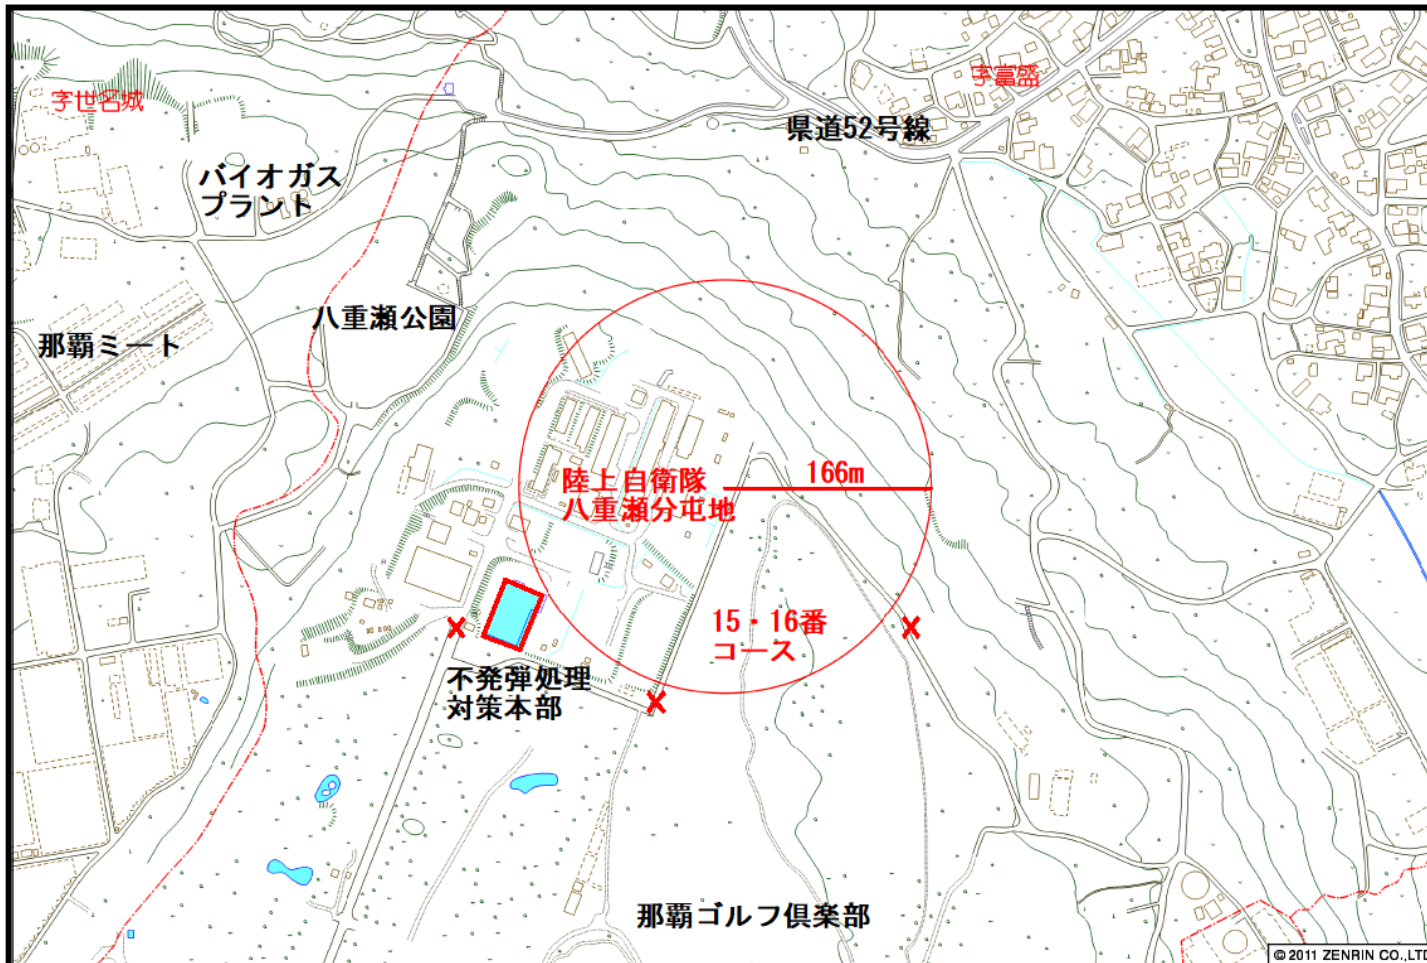 字富盛
字世名城
県道52号線
バイオガス
プラント
八重瀬公園
那覇ミート
陸上自衛隊
八重瀬分屯地
166m
15・16番
コース
不発弾処理
対策本部
那覇ゴルフ倶楽部
© 2011 ZENRIN CO.,LTD